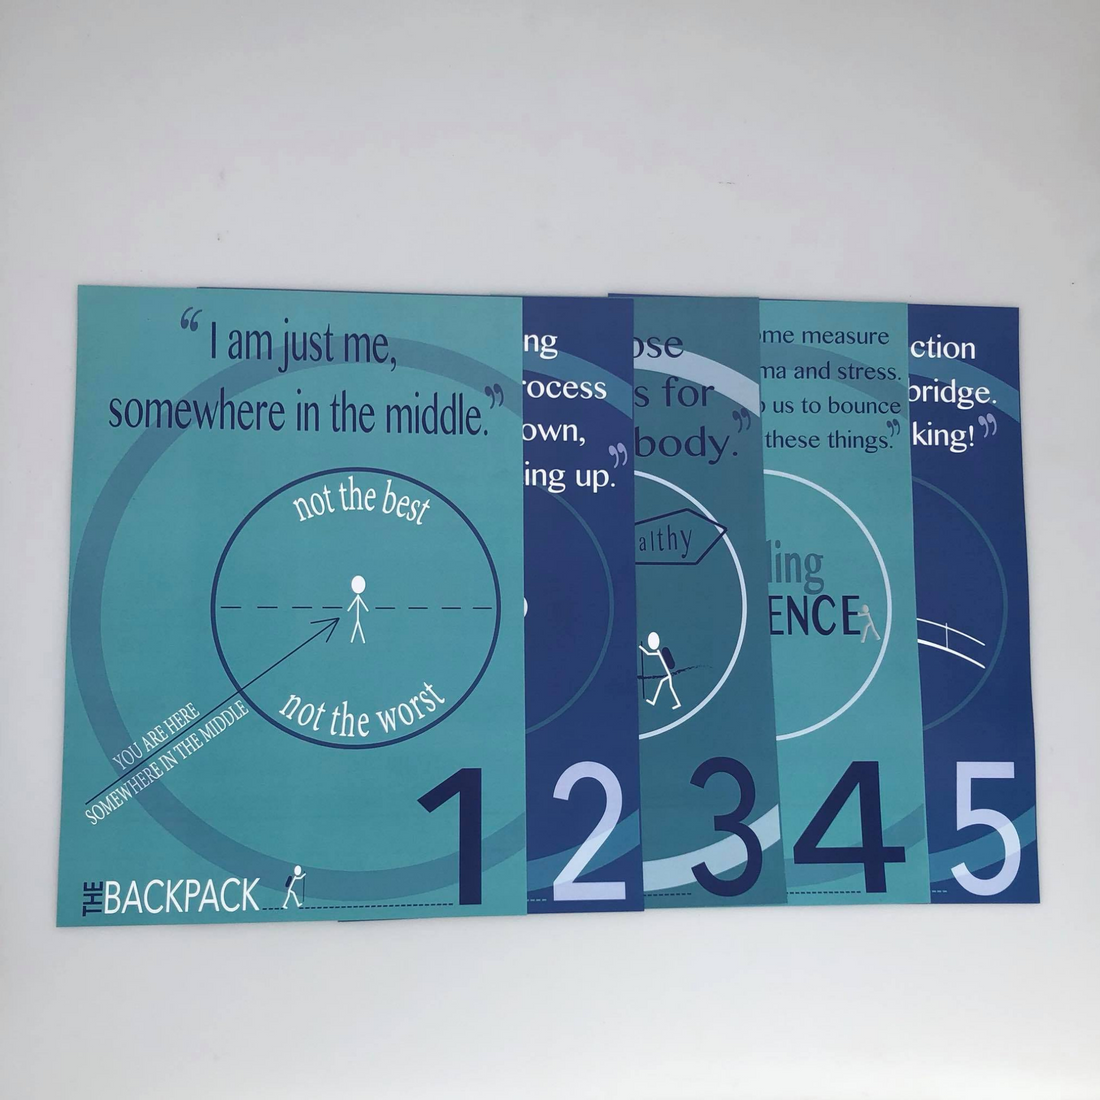 “I am just me,
somewhere in the middle.”
not the best
not the worst
YOU ARE HERE
SOMEWHERE IN THE MIDDLE
1
THE BACKPACK
ng
rocess
own,
ing up.”
2
ose
s for
body.”
althy
3
ome measure
ma and stress.
us to bounce
these things.”
ling
ENCE
4
ction
bridge.
king!”
5